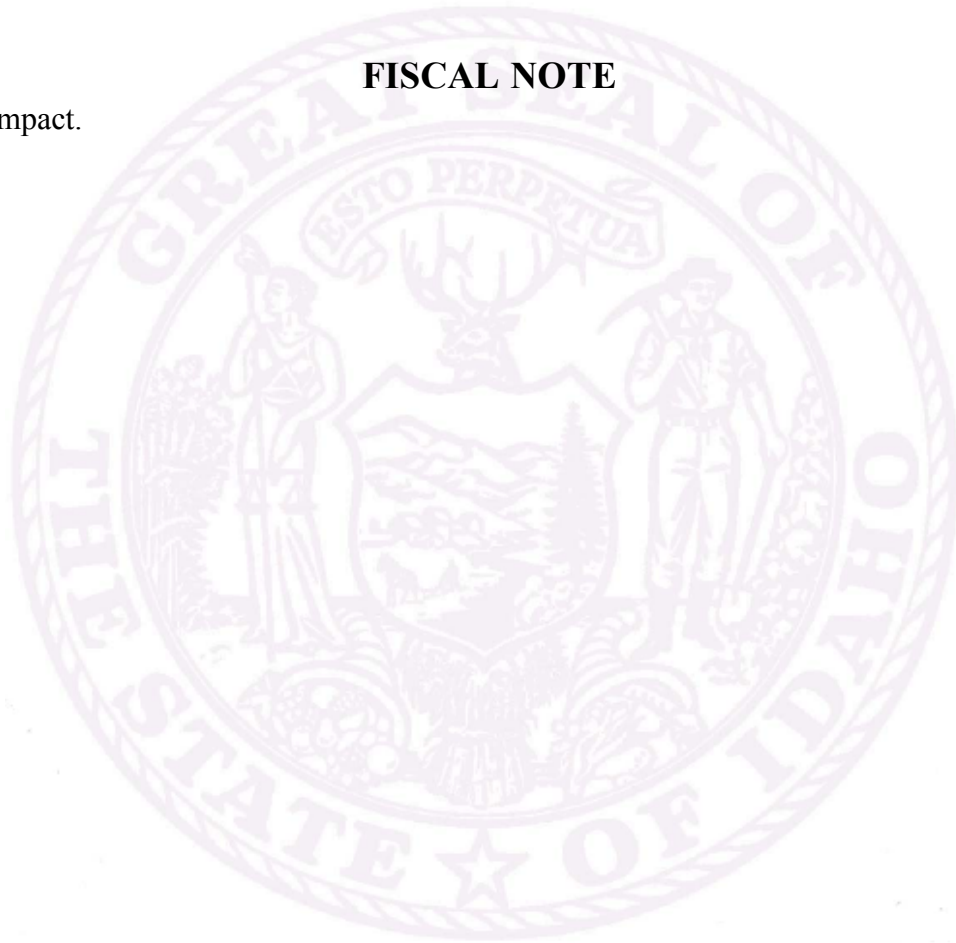 FISCAL NOTE
mpact.
GREAT SEAL OF
ESTO PERPETUA
THE STATE OF IDAHO